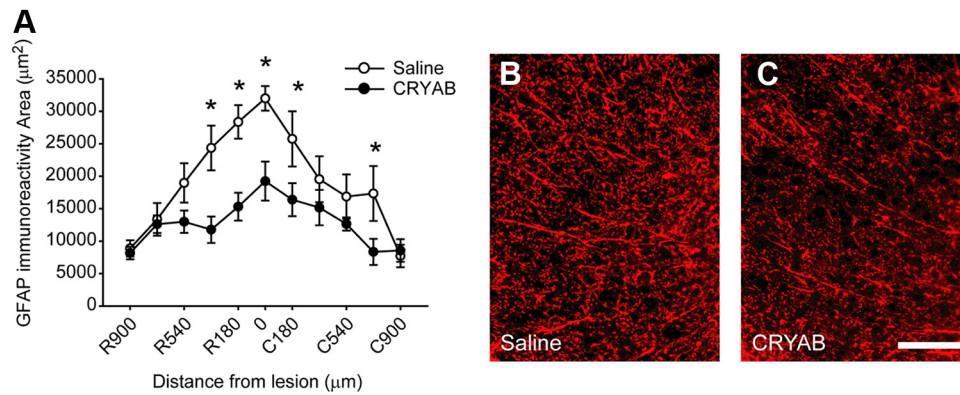 A
GFAP immunoreactivity Area (μm²)
35000
30000
25000
20000
15000
10000
5000
0
* * * * *
Saline
CRYAB
R900
R540
R180
0
C180
C540
C900
Distance from lesion (μm)
B
Saline
C
CRYAB